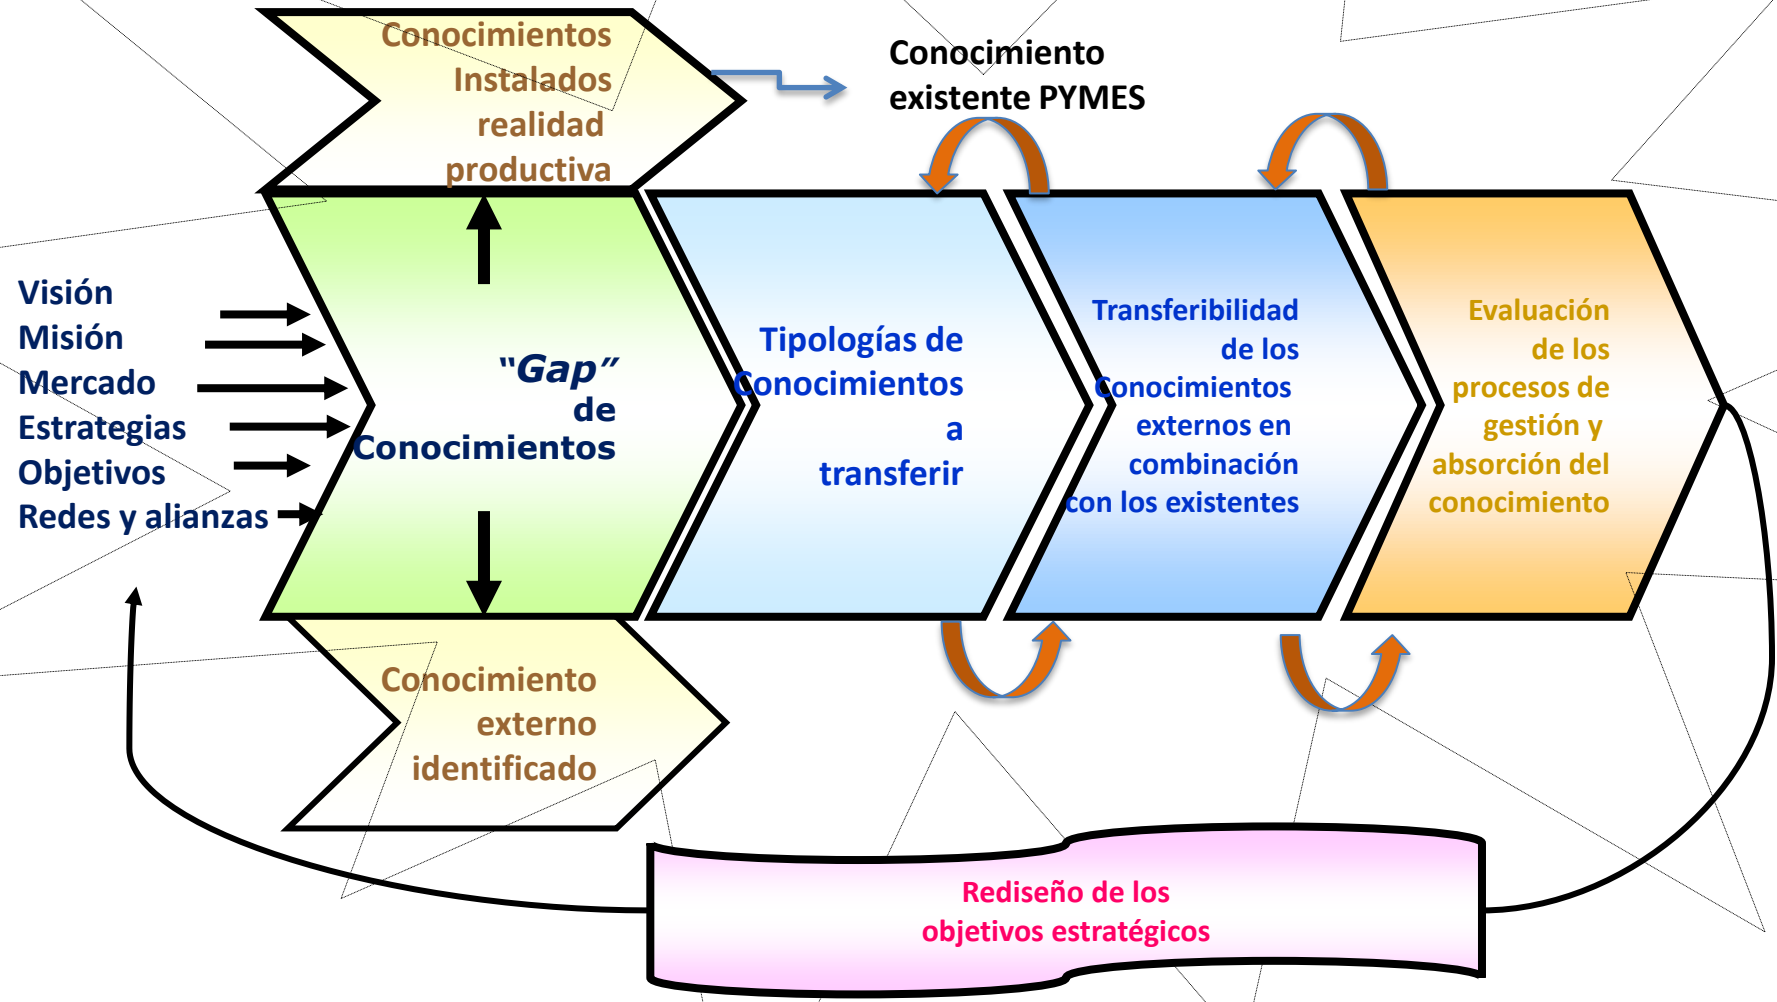 Conocimientos
Instalados
realidad
productiva
Conocimiento
existente PYMES
Visión
Misión
Mercado
Estrategias
Objetivos
Redes y alianzas
“Gap”
de
Conocimientos
Tipologías de
Conocimientos
a
transferir
Transferibilidad
de los
Conocimientos
externos en
combinación
con los existentes
Evaluación
de los
procesos de
gestión y
absorción del
conocimiento
Conocimiento
externo
identificado
Rediseño de los
objetivos estratégicos